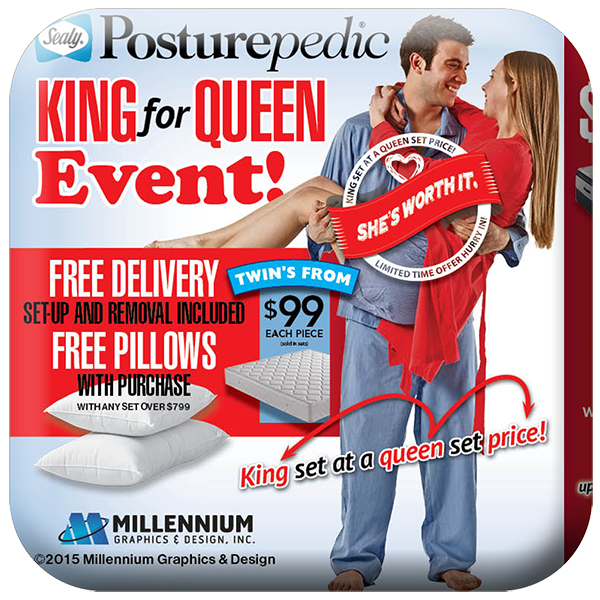 Sealy. Posturepedic®
KING for QUEEN
Event!
KING SET AT A QUEEN SET PRICE!
SHE'S WORTH IT.
LIMITED TIME OFFER HURRY IN!
FREE DELIVERY
SET-UP AND REMOVAL INCLUDED
FREE PILLOWS
WITH PURCHASE
WITH ANY SET OVER $799
TWIN'S FROM
$99
EACH PIECE
(sold in sets)
King set at a queen set price!
MILLENNIUM
GRAPHICS & DESIGN, INC.
©2015 Millennium Graphics & Design
up